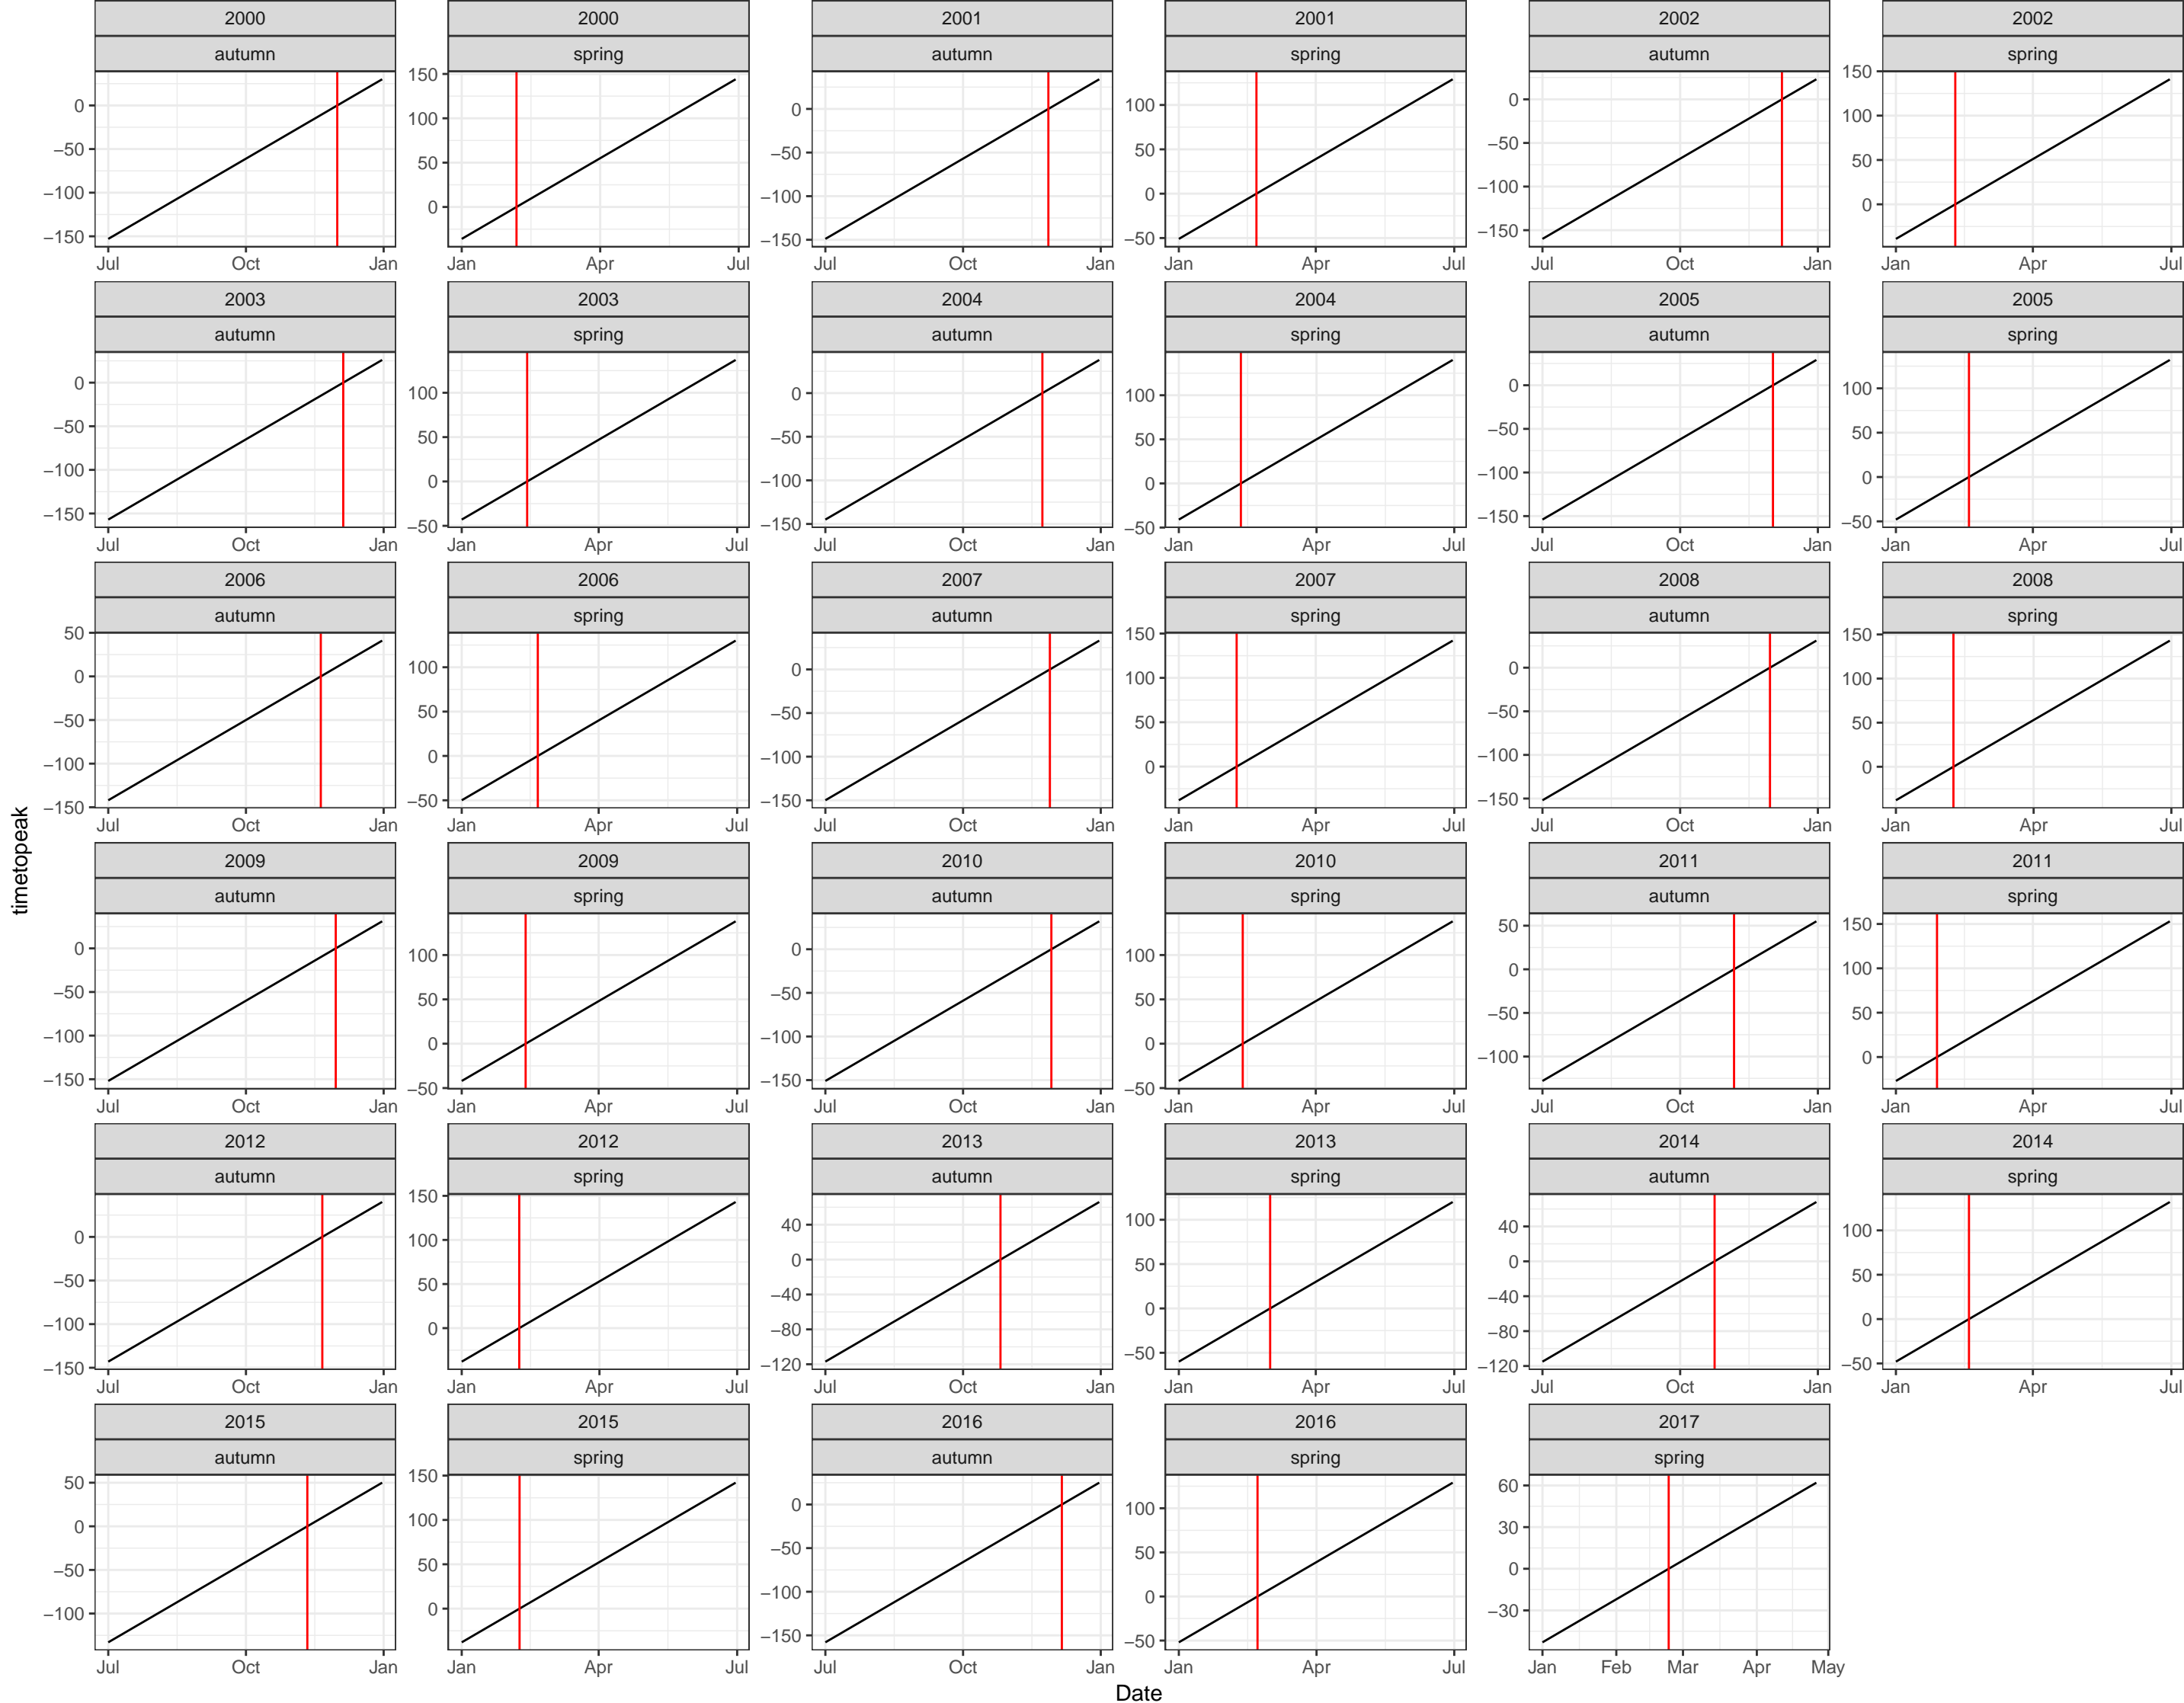 2000 2000 2001 2001 2002 2002
autumn spring autumn spring autumn spring
0 −50 −100 −150
150 100 50 0
0 −50 −100 −150
100 50 0 −50
0 −50 −100 −150
150 100 50 0
Jul Oct Jan Jan Apr Jul Jul Oct Jan Jan Apr Jul Jul Oct Jan Jan Apr Jul
2003 2003 2004 2004 2005 2005
autumn spring autumn spring autumn spring
0 −50 −100 −150
100 50 0 −50
0 −50 −100 −150
100 50 0 −50
0 −50 −100 −150
100 50 0 −50
Jul Oct Jan Jan Apr Jul Jul Oct Jan Jan Apr Jul Jul Oct Jan Jan Apr Jul
2006 2006 2007 2007 2008 2008
autumn spring autumn spring autumn spring
50 0 −50 −100 −150
100 50 0 −50
0 −50 −100 −150
150 100 50 0
0 −50 −100 −150
150 100 50 0
Jul Oct Jan Jan Apr Jul Jul Oct Jan Jan Apr Jul Jul Oct Jan Jan Apr Jul
timetopeak
2009 2009 2010 2010 2011 2011
autumn spring autumn spring autumn spring
0 −50 −100 −150
100 50 0 −50
0 −50 −100 −150
100 50 0 −50
50 0 −50 −100
150 100 50 0
Jul Oct Jan Jan Apr Jul Jul Oct Jan Jan Apr Jul Jul Oct Jan Jan Apr Jul
2012 2012 2013 2013 2014 2014
autumn spring autumn spring autumn spring
0 −50 −100 −150
150 100 50 0
40 0 −40 −80 −120
100 50 0 −50
40 0 −40 −80 −120
100 50 0 −50
Jul Oct Jan Jan Apr Jul Jul Oct Jan Jan Apr Jul Jul Oct Jan Jan Apr Jul
2015 2015 2016 2016 2017
autumn spring autumn spring spring
50 0 −50 −100
150 100 50 0
0 −50 −100 −150
100 50 0 −50
60 30 0 −30
Jul Oct Jan Jan Apr Jul Jul Oct Jan Jan Apr Jul Jan Feb Mar Apr May
Date